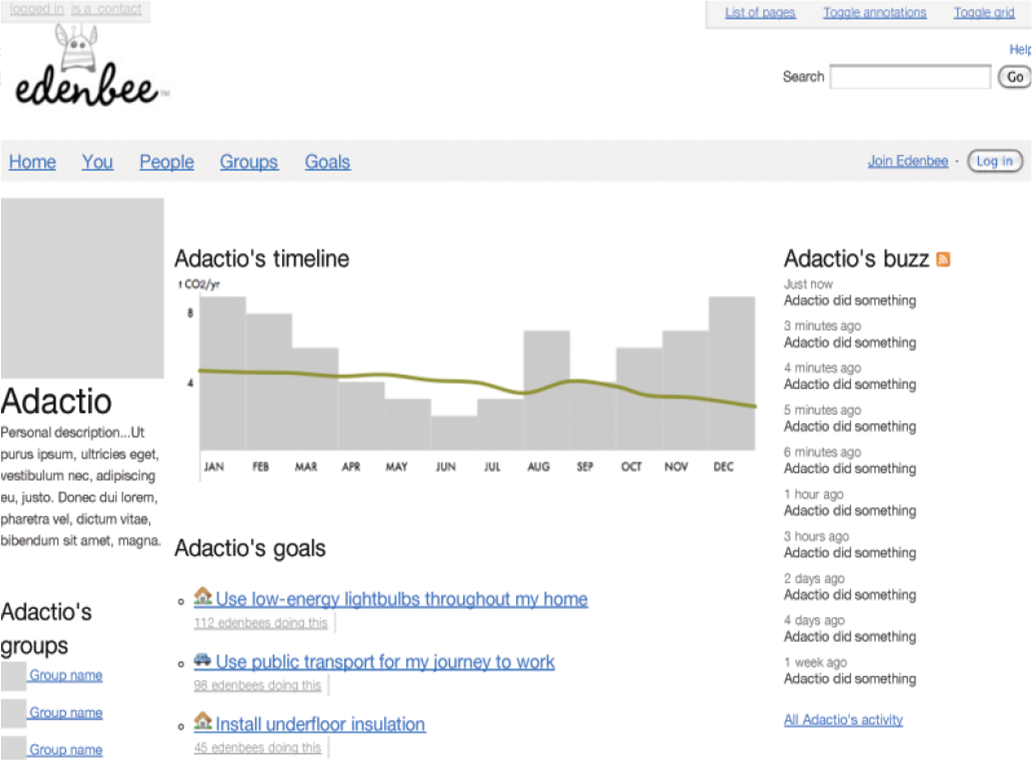 logged in is a contact
List of pages Toggle annotations Toggle grid
edenbee™
Help
Search Go
Home You People Groups Goals
Join Edenbee · Log in
Adactio
Personal description...Ut
purus ipsum, ultricies eget,
vestibulum nec, adipiscing
eu, justo. Donec dui lorem,
pharetra vel, dictum vitae,
bibendum sit amet, magna.
Adactio's
groups
Group name
Group name
Group name
Adactio's timeline
t CO2/yr
8
4
JAN FEB MAR APR MAY JUN JUL AUG SEP OCT NOV DEC
Adactio's goals
Use low-energy lightbulbs throughout my home
112 edenbees doing this
Use public transport for my journey to work
98 edenbees doing this
Install underfloor insulation
45 edenbees doing this
Adactio's buzz
Just now
Adactio did something
3 minutes ago
Adactio did something
4 minutes ago
Adactio did something
5 minutes ago
Adactio did something
6 minutes ago
Adactio did something
1 hour ago
Adactio did something
3 hours ago
Adactio did something
2 days ago
Adactio did something
4 days ago
Adactio did something
1 week ago
Adactio did something
All Adactio's activity